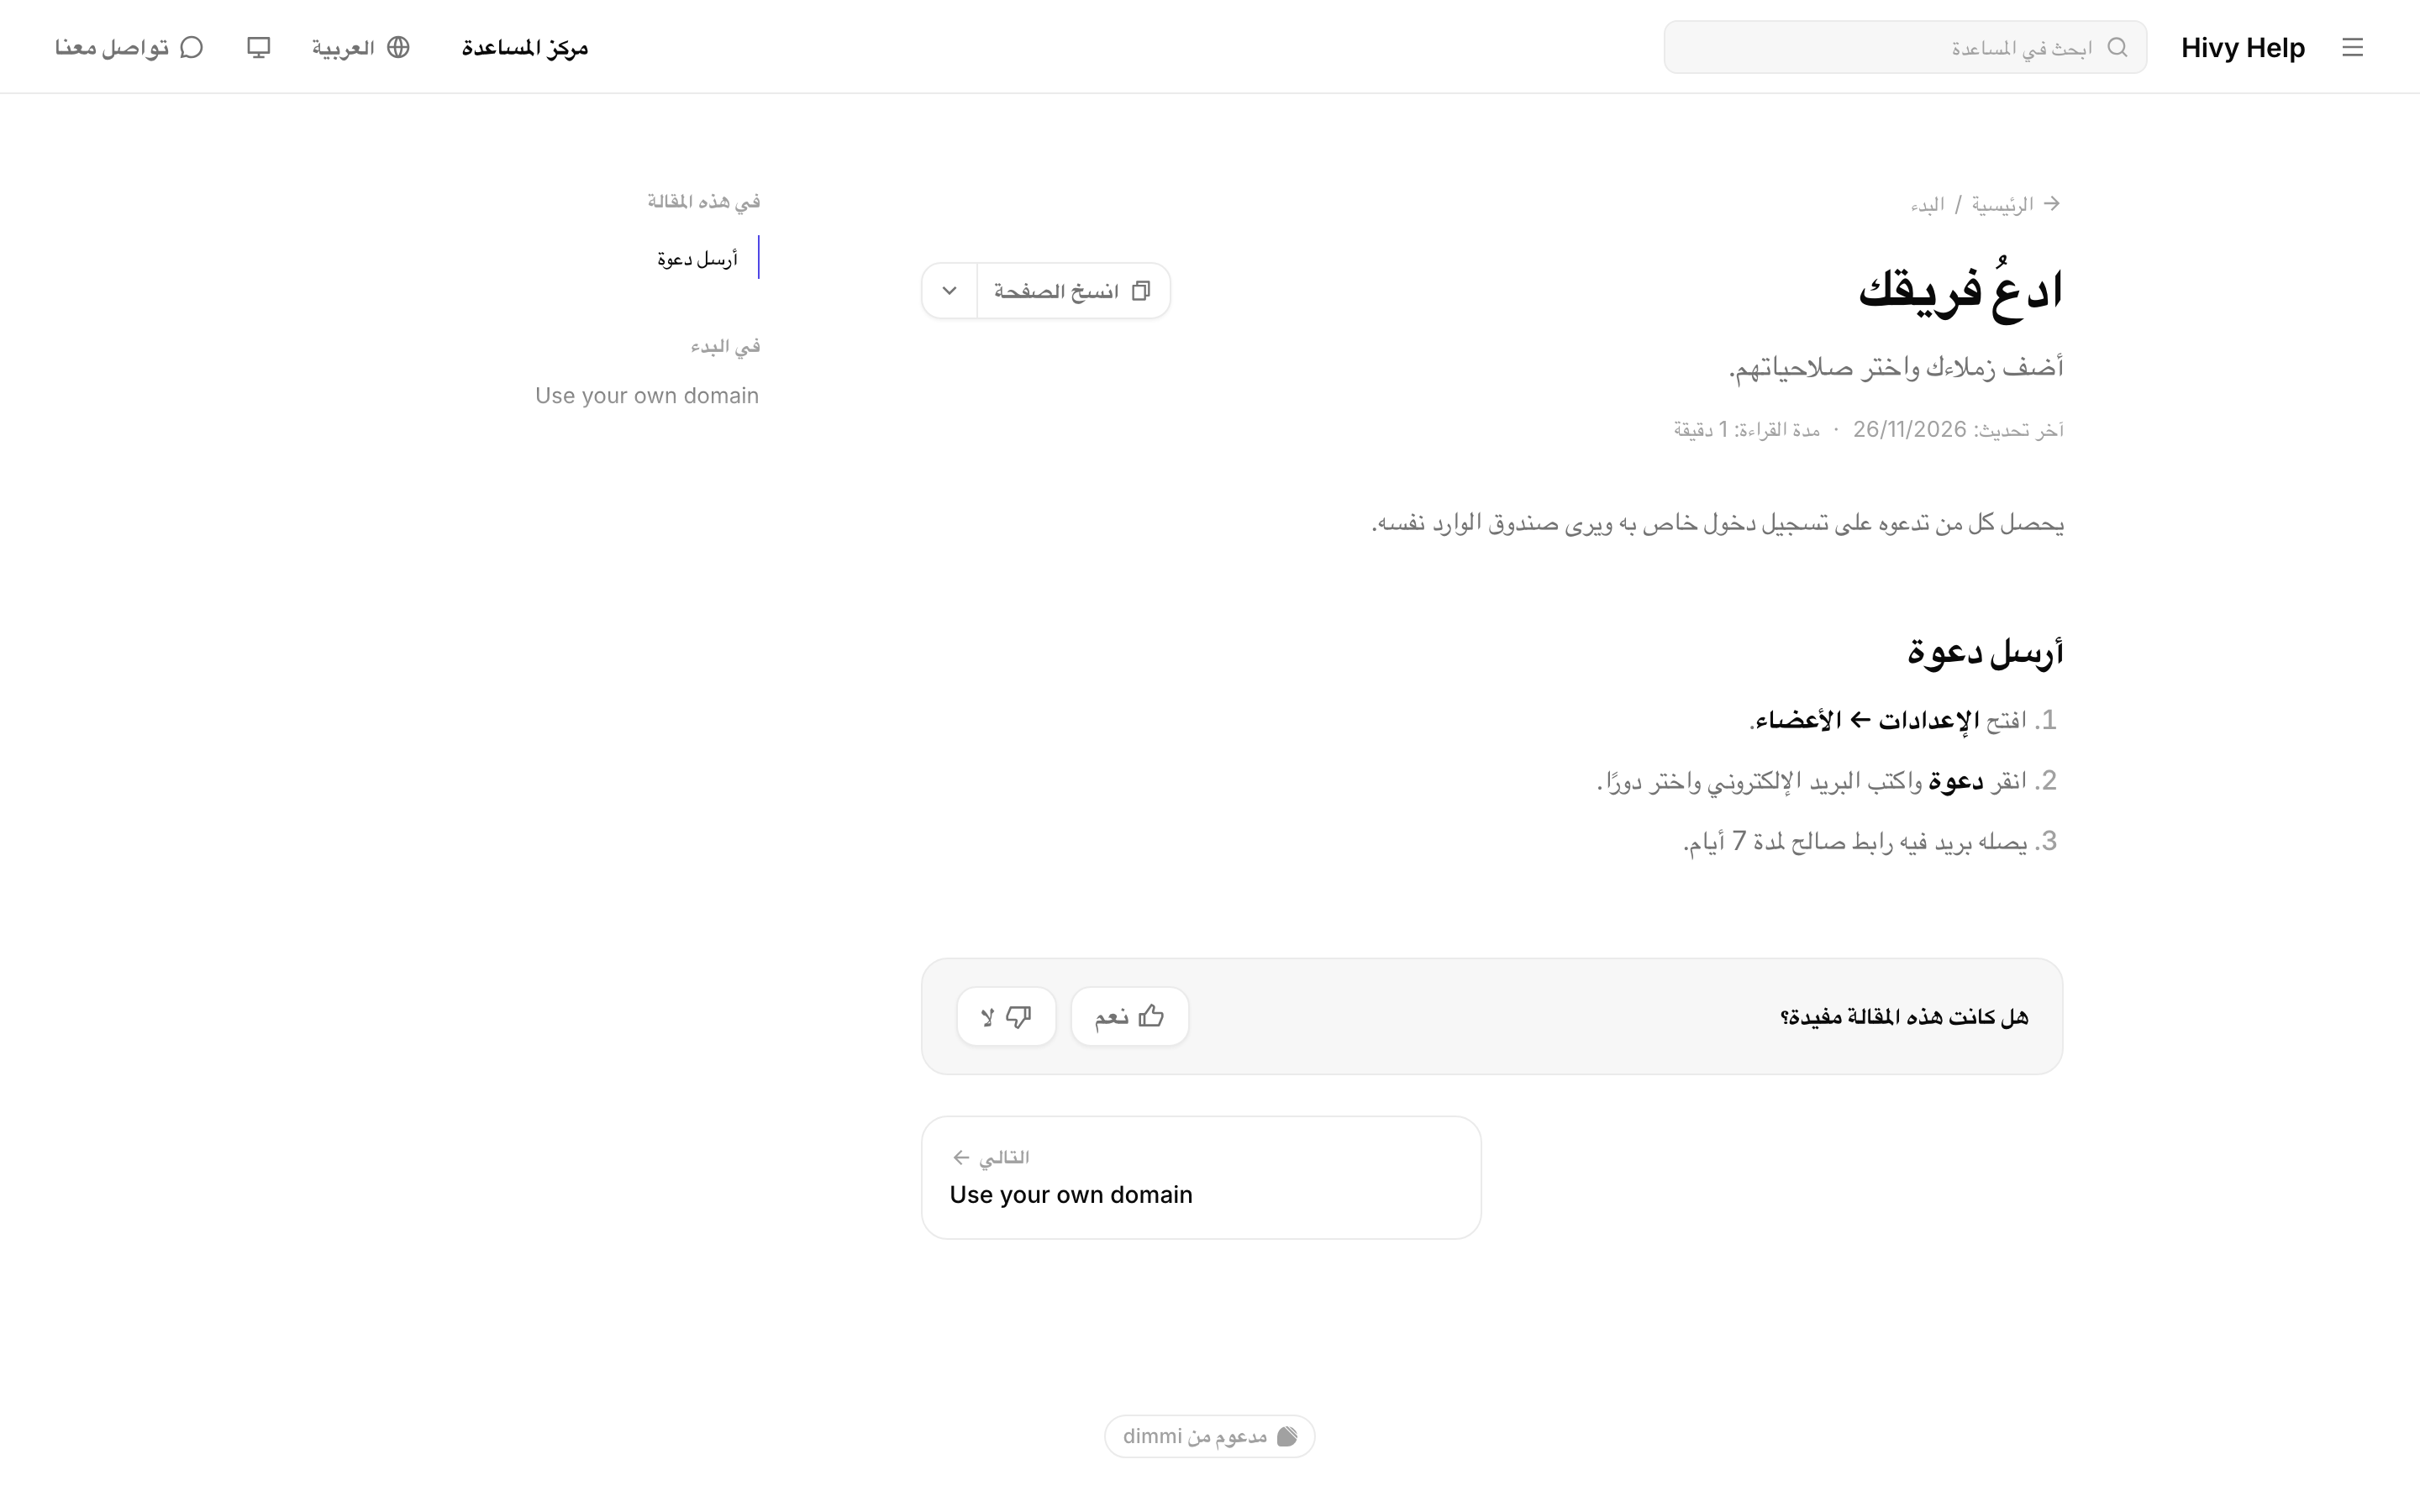 Hivy Help
ابحث في المساعدة
مركز المساعدة
العربية
تواصل معنا
→ الرئيسية / البدء
ادعُ فريقك
انسخ الصفحة
أضف زملاءك واختر صلاحياتهم.
آخر تحديث: 26/11/2026 · مدة القراءة: 1 دقيقة
يحصل كل من تدعوه على تسجيل دخول خاص به ويرى صندوق الوارد نفسه.
أرسل دعوة
1. افتح الإعدادات ← الأعضاء.
2. انقر دعوة واكتب البريد الإلكتروني واختر دورًا.
3. يصله بريد فيه رابط صالح لمدة 7 أيام.
هل كانت هذه المقالة مفيدة؟
نعم
لا
التالي ←
Use your own domain
في هذه المقالة
أرسل دعوة
في البدء
Use your own domain
مدعوم من dimmi